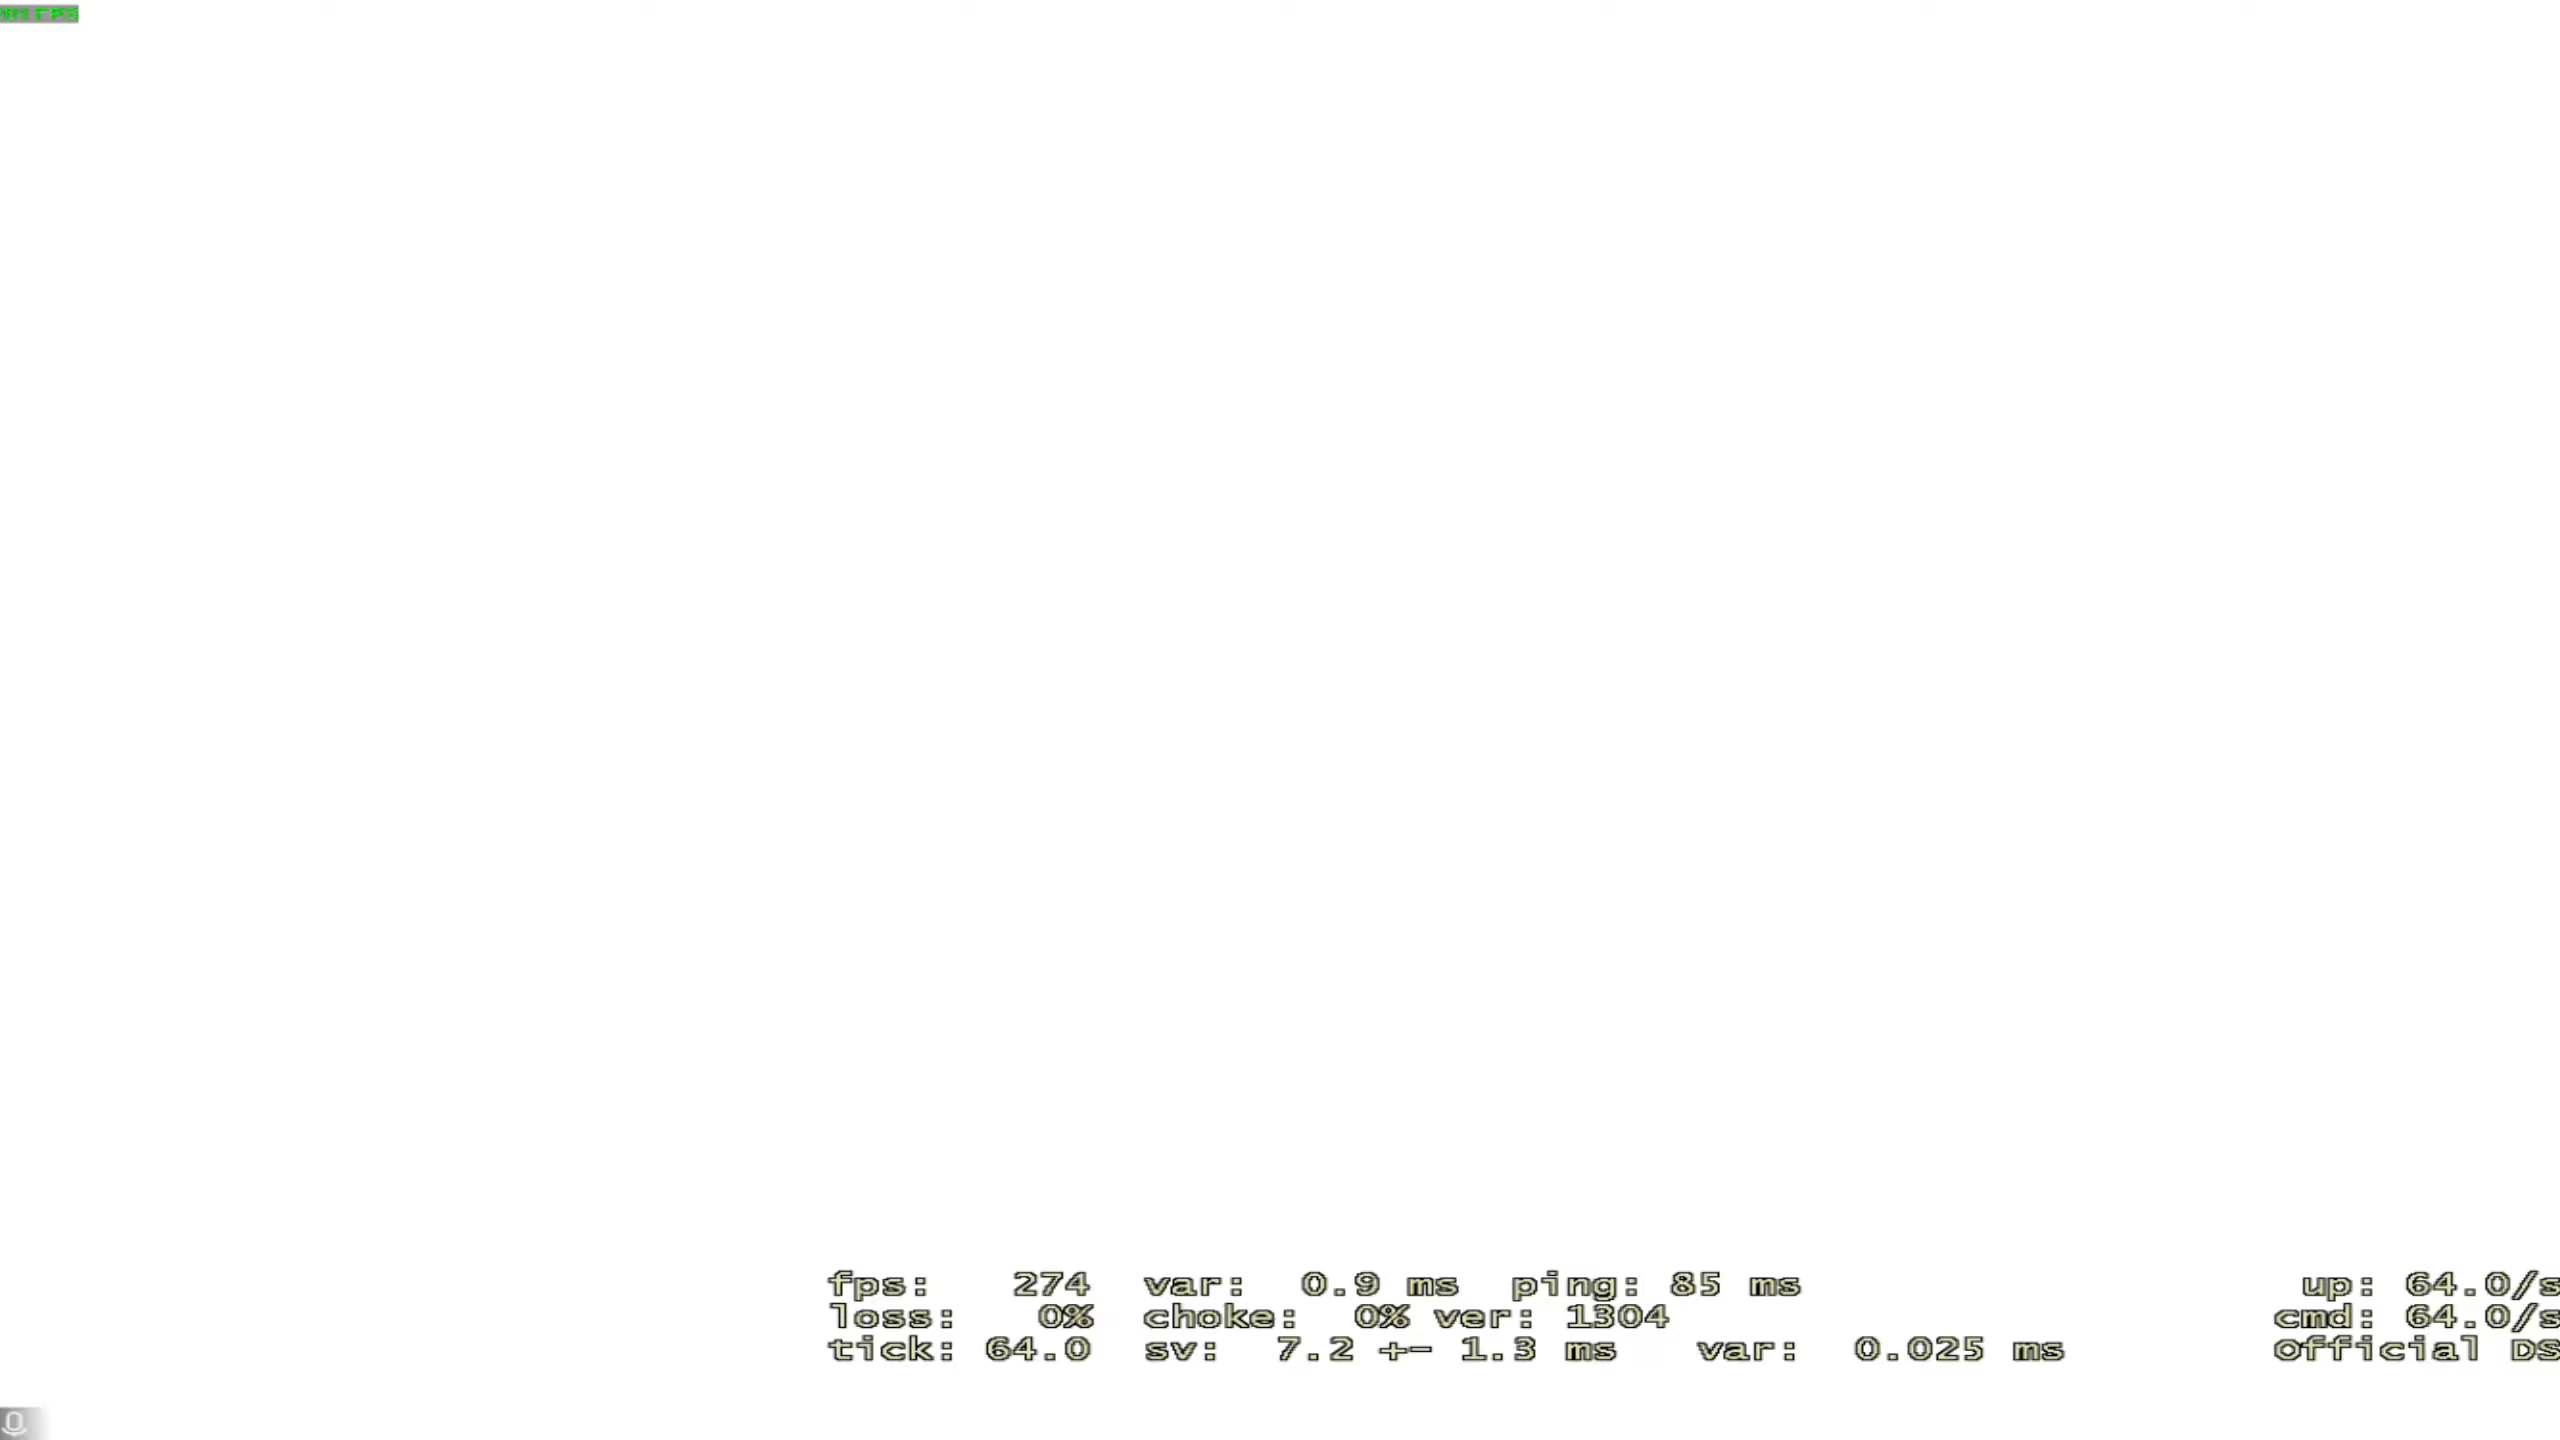 FPS
fps: 274 var: 0.9 ms ping: 85 ms up: 64.0/s
loss: 0% choke: 0% ver: 1304 cmd: 64.0/s
tick: 64.0 sv: 7.2 +- 1.3 ms var: 0.025 ms Official DS